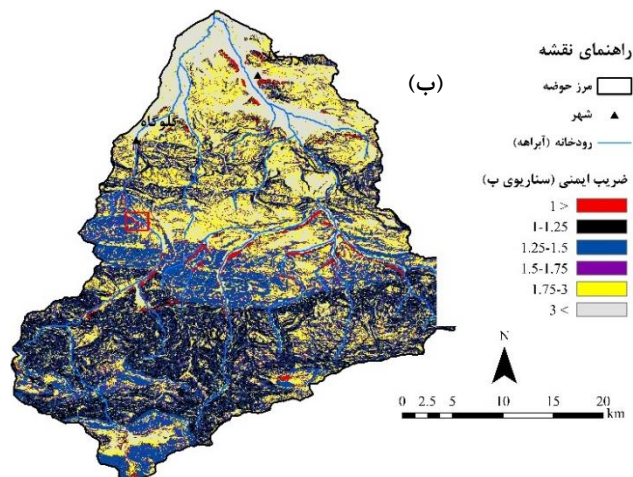 راهنمای نقشه
(ب)
مرز حوضه
شهر
رودخانه (آبراهه)
ضریب ایمنی (سناریوی ب)
1 >
1-1.25
1.25-1.5
1.5-1.75
1.75-3
3 <
گلوگاه
N
0 2.5 5 10 15 20
km